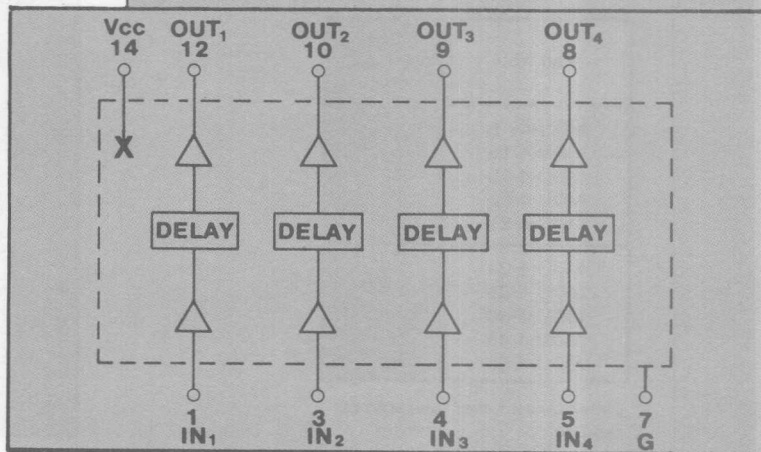 Vcc OUT₁ OUT₂ OUT₃ OUT₄
14 12 10 9 8
X
DELAY DELAY DELAY DELAY
1 3 4 5 7
IN₁ IN₂ IN₃ IN₄ G